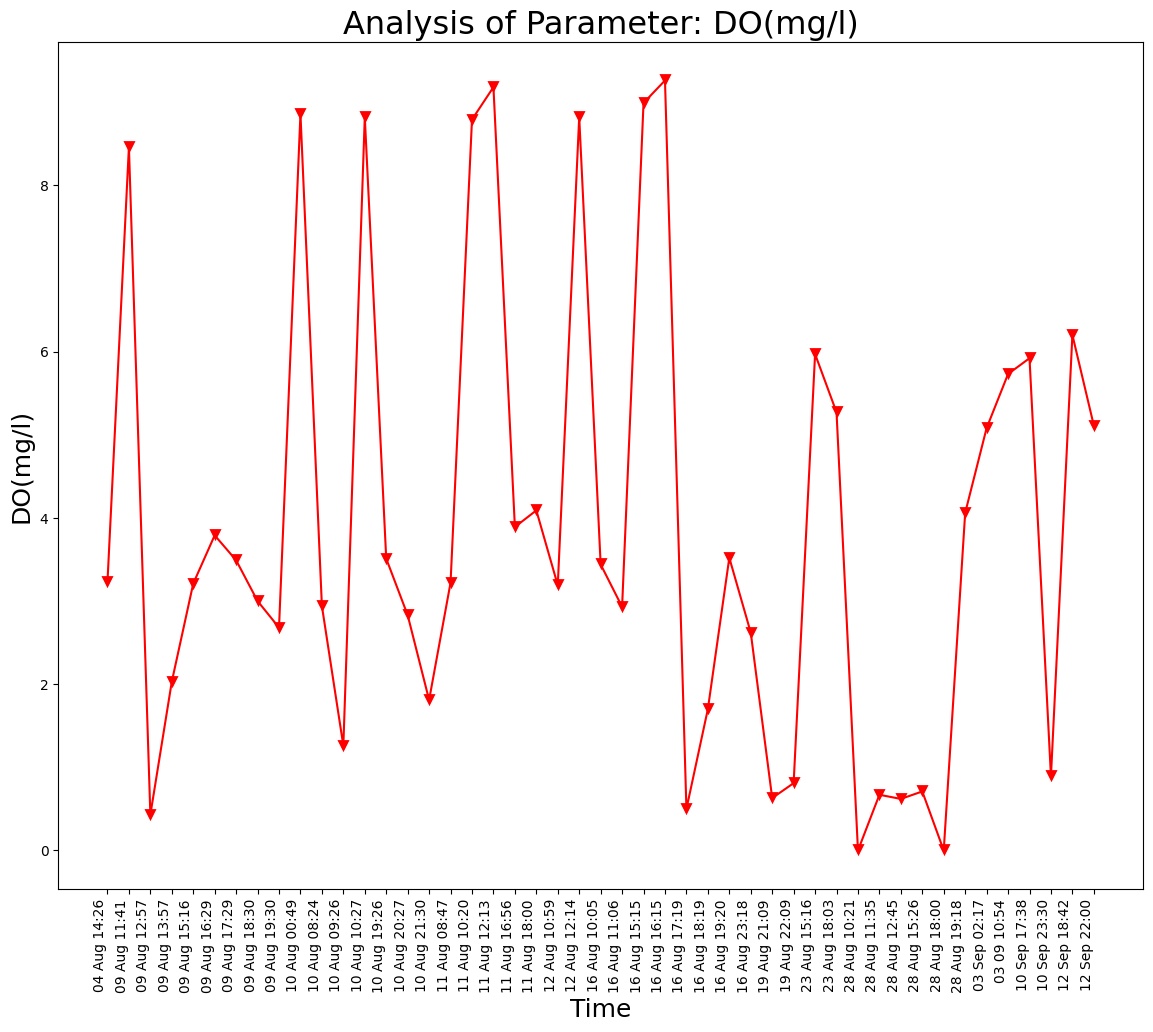 Analysis of Parameter: DO(mg/l)
DO(mg/l)
8
6
4
2
0
04 Aug 14:26
09 Aug 11:41
09 Aug 12:57
09 Aug 13:57
09 Aug 15:16
09 Aug 16:29
09 Aug 17:29
09 Aug 18:30
09 Aug 19:30
10 Aug 00:49
10 Aug 08:24
10 Aug 09:26
10 Aug 10:27
10 Aug 19:26
10 Aug 20:27
10 Aug 21:30
11 Aug 08:47
11 Aug 10:20
11 Aug 12:13
11 Aug 16:56
11 Aug 18:00
12 Aug 10:59
12 Aug 12:14
16 Aug 10:05
16 Aug 11:06
16 Aug 15:15
16 Aug 16:15
16 Aug 17:19
16 Aug 18:19
16 Aug 19:20
16 Aug 23:18
19 Aug 21:09
19 Aug 22:09
23 Aug 15:16
23 Aug 18:03
28 Aug 10:21
28 Aug 11:35
28 Aug 12:45
28 Aug 15:26
28 Aug 18:00
28 Aug 19:18
03 Sep 02:17
03 09 10:54
10 Sep 17:38
10 Sep 23:30
12 Sep 18:42
12 Sep 22:00
Time